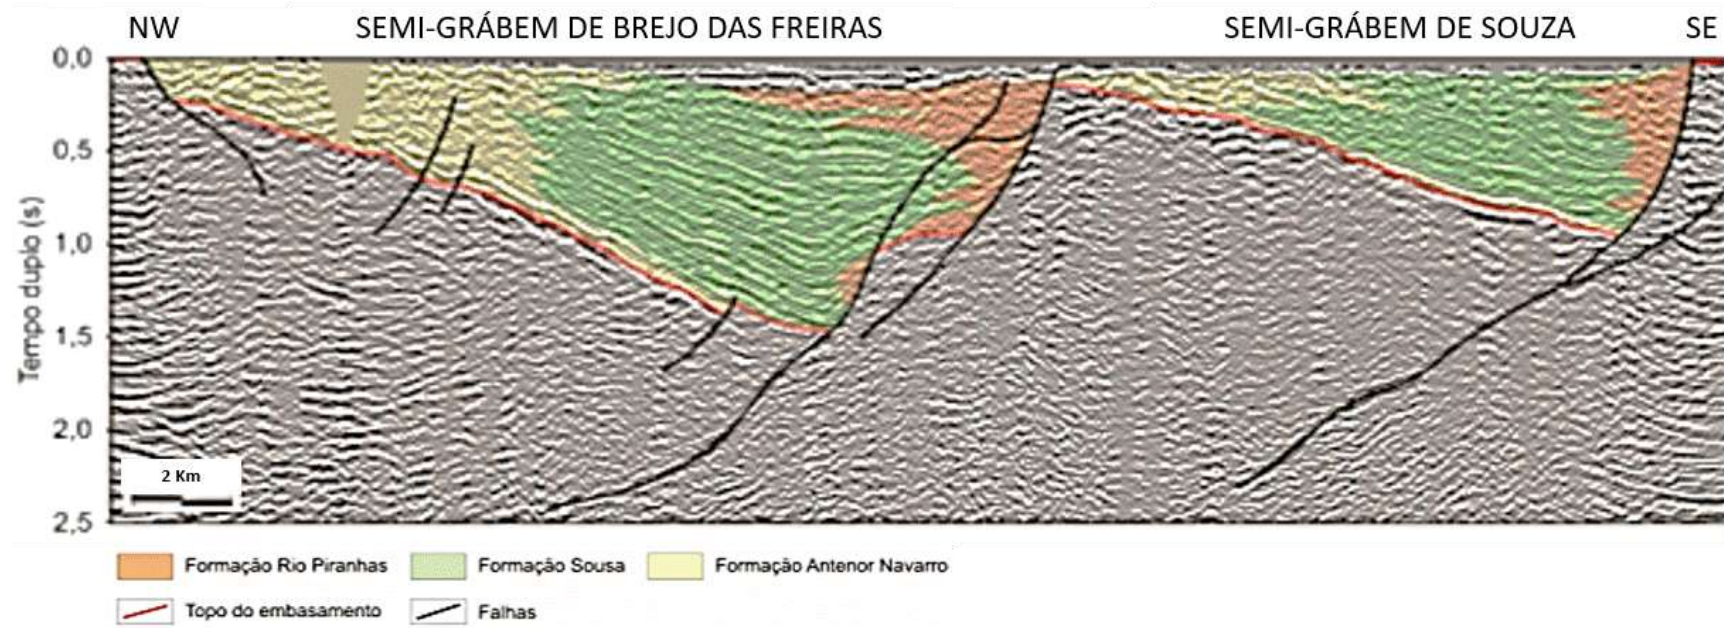 NW SEMI-GRÁBEM DE BREJO DAS FREIRAS SEMI-GRÁBEM DE SOUZA SE
0,0
0,5
1,0
1,5
2,0
2,5
Tempo duplo (s)
2 Km
Formação Rio Piranhas Formação Sousa Formação Antenor Navarro
Topo do embasamento Falhas